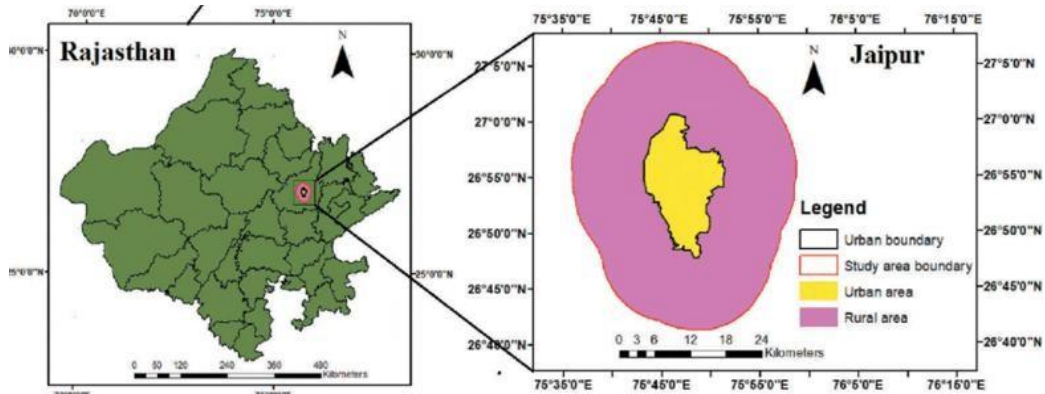 70°0'0"E 75°0'0"E
Rajasthan
N
30°0'0"N
25°0'0"N
0 60 120 240 360 480
Kilometers
75°35'0"E 75°45'0"E 75°55'0"E 76°5'0"E 76°15'0"E
Jaipur
N
27°5'0"N 27°5'0"N
27°0'0"N 27°0'0"N
26°55'0"N 26°55'0"N
26°50'0"N 26°50'0"N
26°45'0"N 26°45'0"N
26°40'0"N 26°40'0"N
Legend
Urban boundary
Study area boundary
Urban area
Rural area
0 3 6 12 18 24
Kilometers
75°35'0"E 75°45'0"E 75°55'0"E 76°5'0"E 76°15'0"E